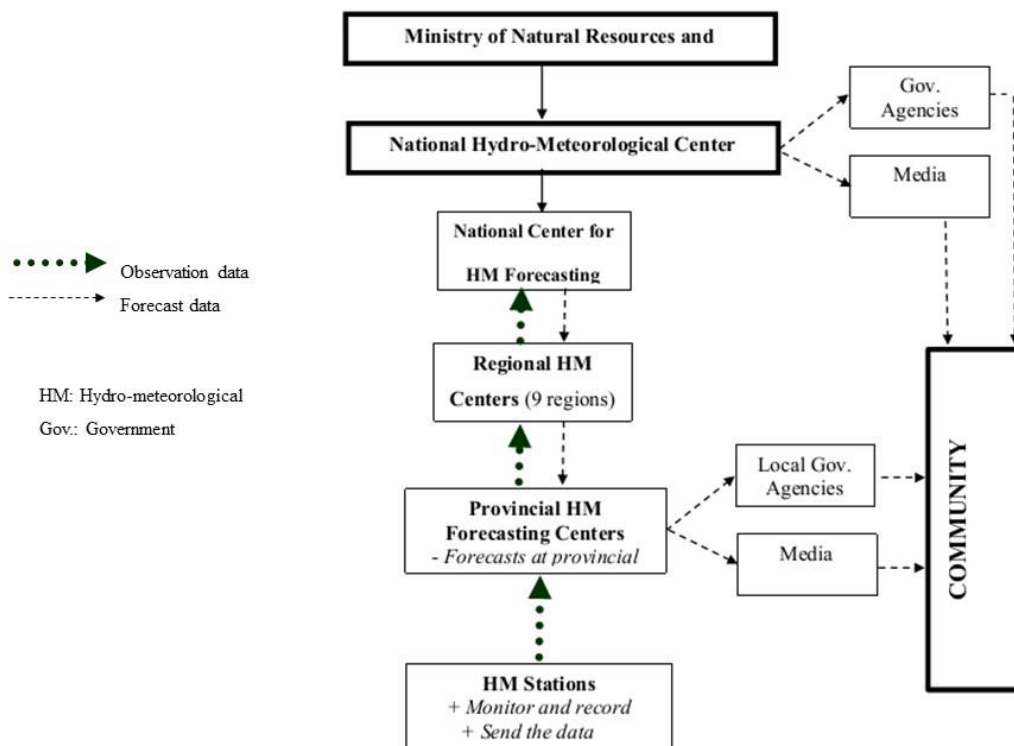 Ministry of Natural Resources and
National Hydro-Meteorological Center
Gov.
Agencies
Media
National Center for
HM Forecasting
Observation data
Forecast data
HM: Hydro-meteorological
Gov.: Government
Regional HM
Centers (9 regions)
Provincial HM
Forecasting Centers
- Forecasts at provincial
Local Gov.
Agencies
Media
COMMUNITY
HM Stations
+ Monitor and record
+ Send the data